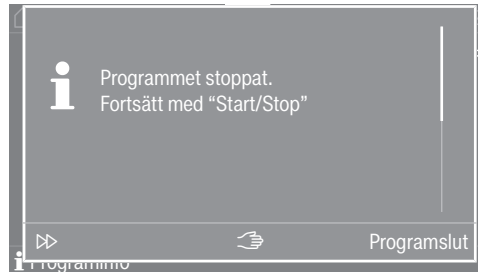 Programmet stoppat.
Fortsätt med “Start/Stop”
Programslut
Programinfo